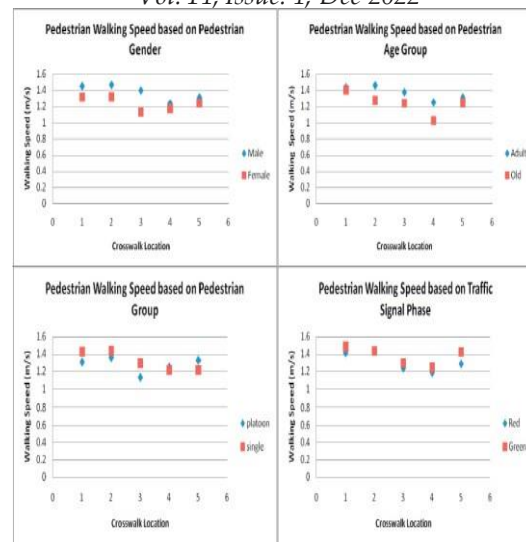 Vol. 11, Issue. 1, Dec 2022
Pedestrian Walking Speed based on Pedestrian
Gender
Walking Speed (m/s)
1.6
1.4
1.2
1
0.8
0.6
0.4
0.2
0
0 1 2 3 4 5 6
Crosswalk Location
Male
Female
Pedestrian Walking Speed based on Pedestrian
Age Group
Walking Speed (m/s)
1.6
1.4
1.2
1
0.8
0.6
0.4
0.2
0
0 1 2 3 4 5 6
Crosswalk Location
Adult
Old
Pedestrian Walking Speed based on Pedestrian
Group
Walking Speed (m/s)
1.6
1.4
1.2
1
0.8
0.6
0.4
0.2
0
0 1 2 3 4 5 6
Crosswalk Location
platoon
single
Pedestrian Walking Speed based on Traffic
Signal Phase
Walking Speed (m/s)
1.6
1.4
1.2
1
0.8
0.6
0.4
0.2
0
0 1 2 3 4 5 6
Crosswalk Location
Red
Green